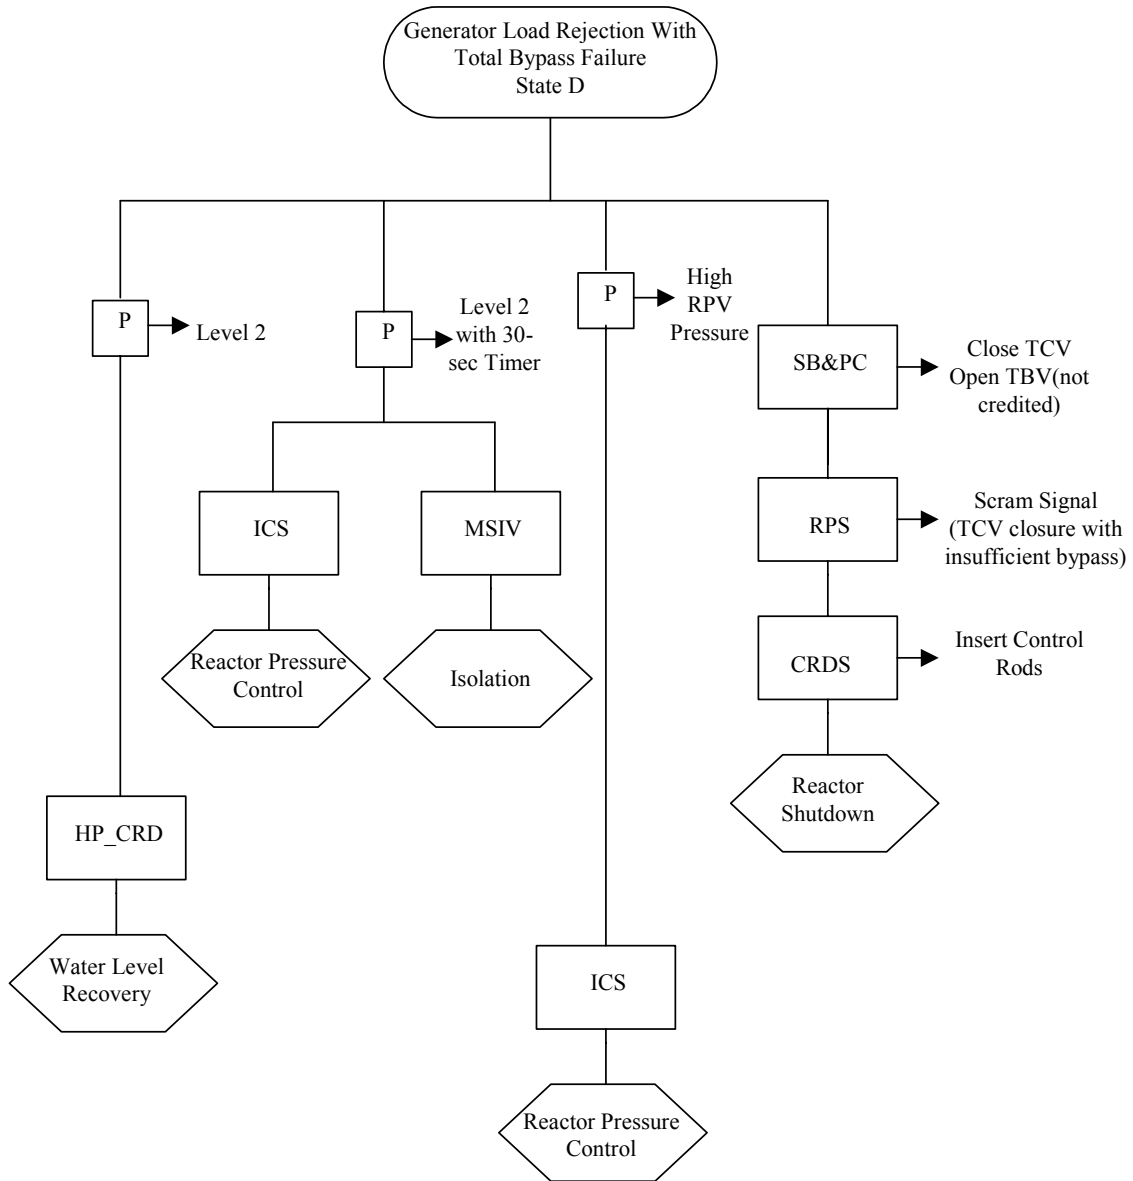 Generator Load Rejection With
Total Bypass Failure
State D
P
Level 2
P
Level 2
with 30-
sec Timer
P
High
RPV
Pressure
SB&PC
Close TCV
Open TBV(not
credited)
ICS
MSIV
RPS
Scram Signal
(TCV closure with
insufficient bypass)
Reactor Pressure
Control
Isolation
CRDS
Insert Control
Rods
Reactor
Shutdown
HP_CRD
Water Level
Recovery
ICS
Reactor Pressure
Control